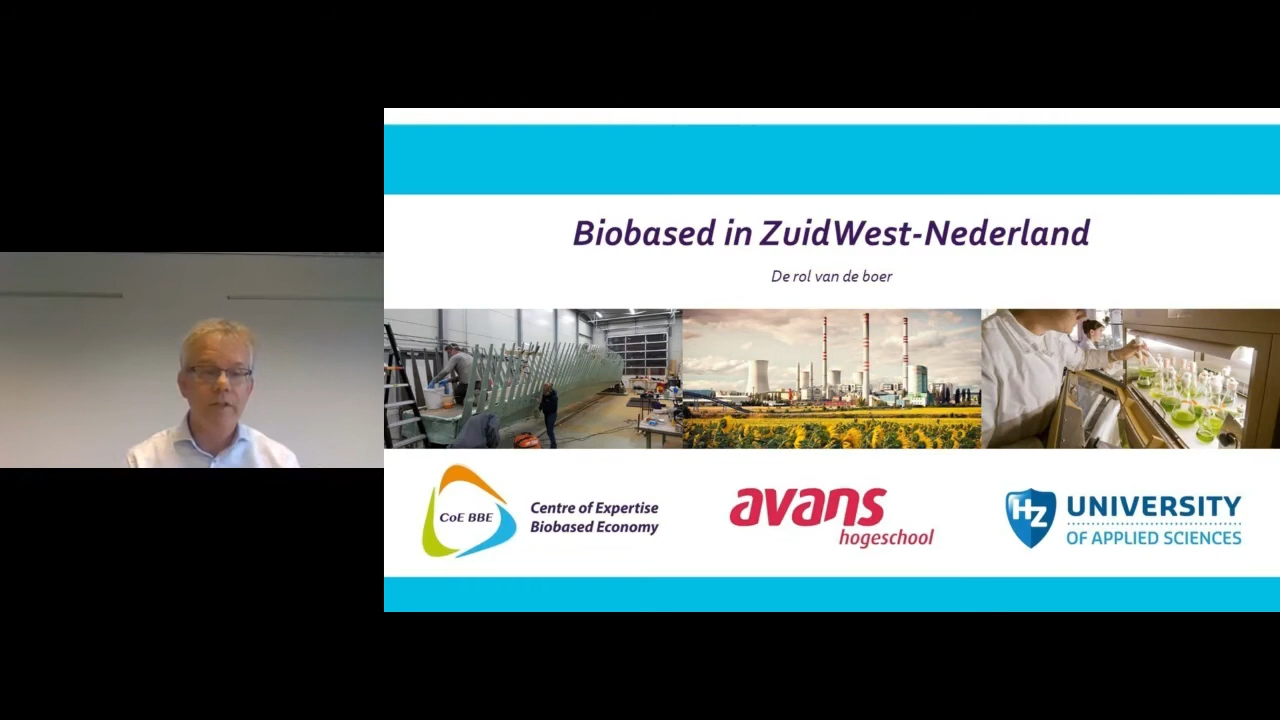 Biobased in ZuidWest-Nederland
De rol van de boer
CoE BBE
Centre of Expertise
Biobased Economy
avans
hogeschool
HZ
UNIVERSITY
OF APPLIED SCIENCES